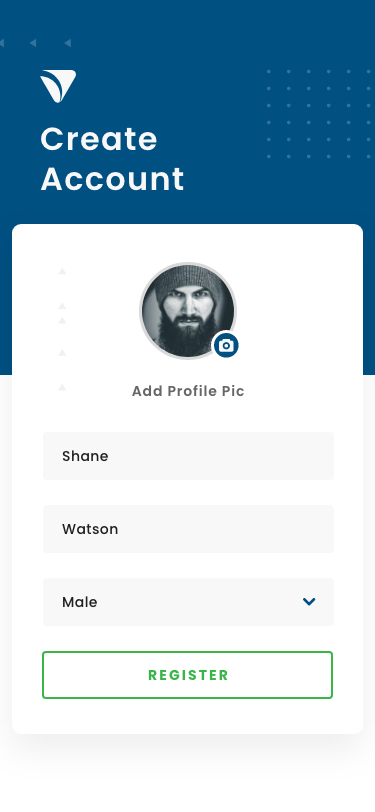 Create
Account
Add Profile Pic
Shane
Watson
Male
REGISTER